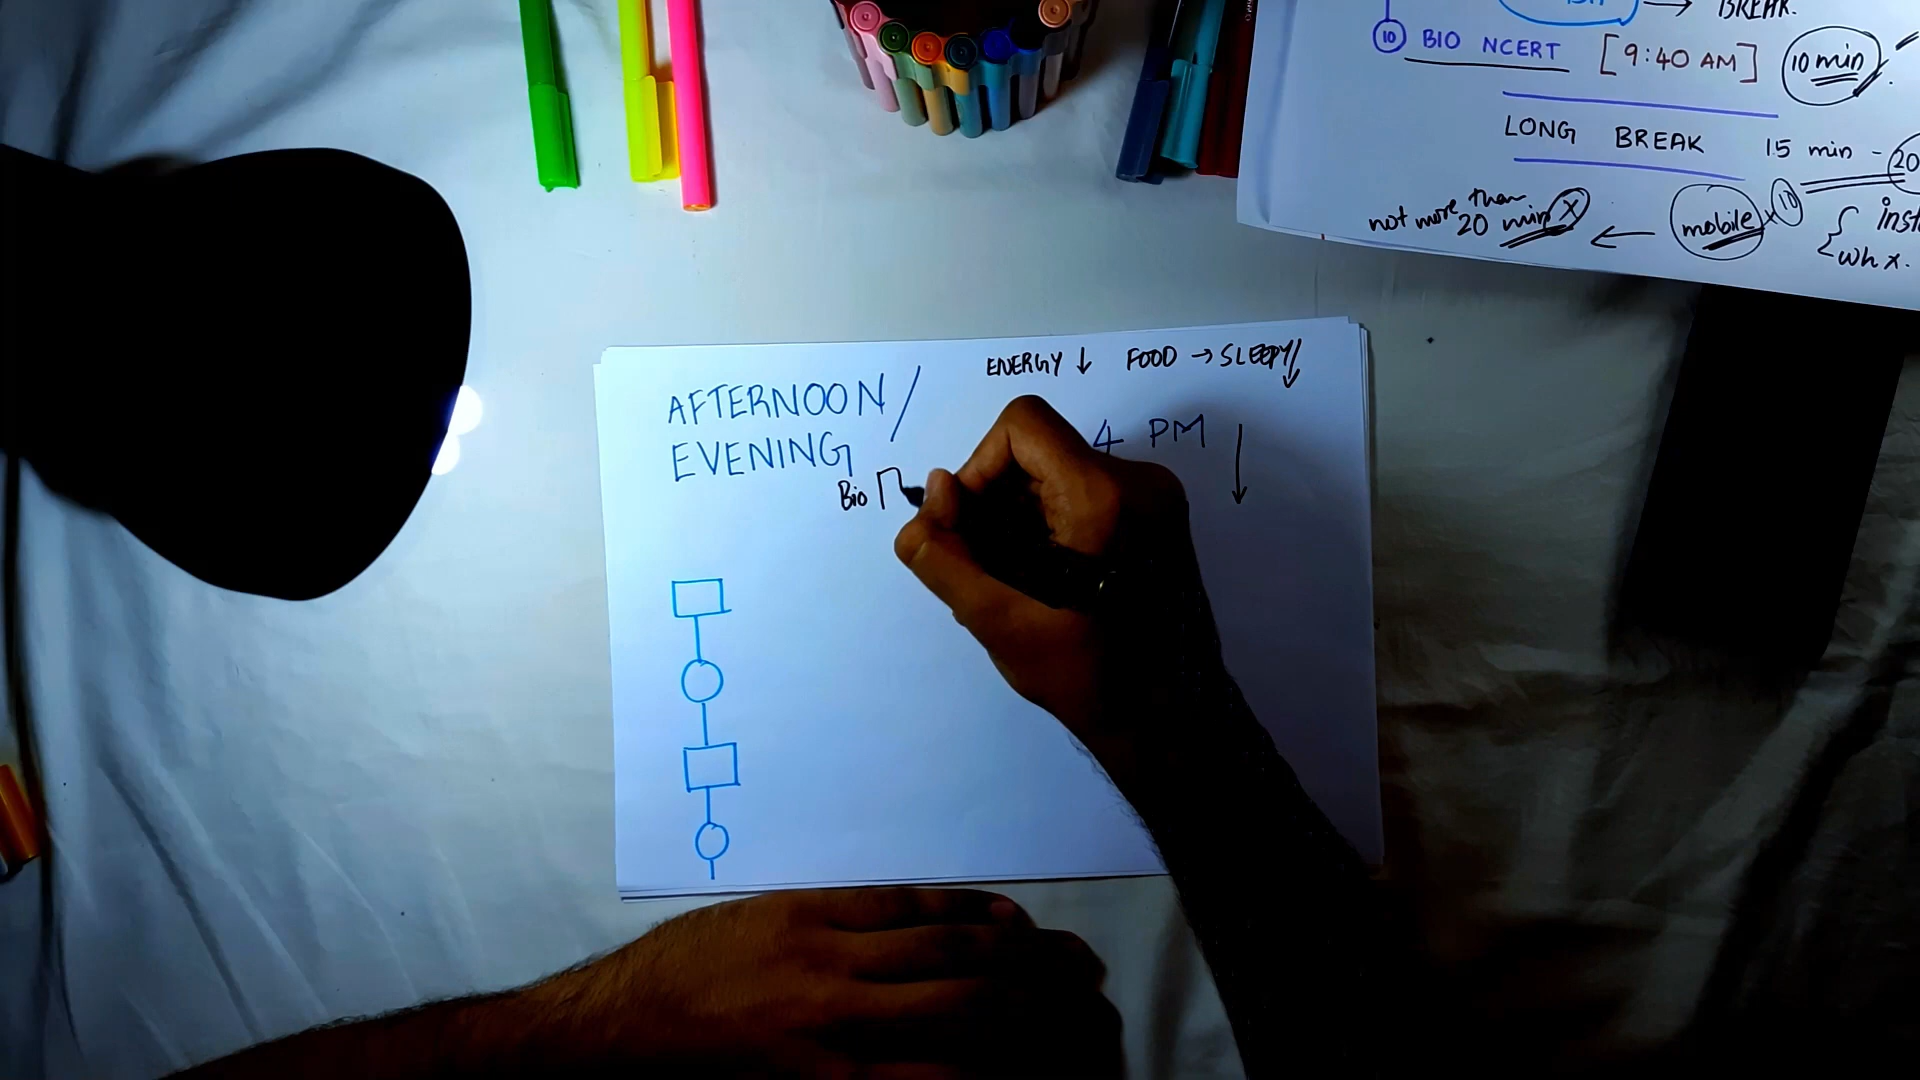 BREAK.
10 BIO NCERT [9:40 AM] 10 min
LONG BREAK 15 min - 20
not more than 20 min x ← mobile x 10
wh x.
ENERGY ↓ FOOD → SLEEPY
AFTERNOON/
EVENING
4 PM
Bio